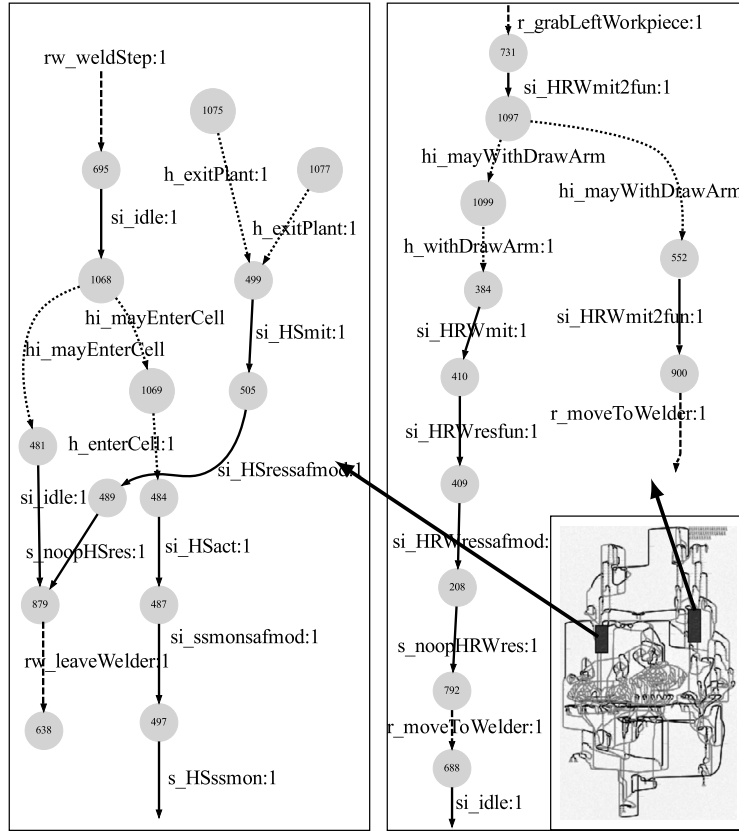 rw_weldStep:1
1075
695
h_exitPlant:1
1077
si_idle:1
h_exitPlant:1
1068
499
hi_mayEnterCell
si_HSmit:1
hi_mayEnterCell
1069
505
481
h_enterCell:1
si_HSressafmod:1
si_idle:1
489
484
s_noopHSres:1
si_HSact:1
879
487
rw_leaveWelder:1
si_ssmonsafmod:1
638
497
s_HSssmon:1
r_grabLeftWorkpiece:1
731
si_HRWmit2fun:1
1097
hi_mayWithDrawArm
hi_mayWithDrawArm
1099
h_withDrawArm:1
552
384
si_HRWmit2fun:1
si_HRWmit:1
410
900
r_moveToWelder:1
si_HRWresfun:1
409
si_HRWressafmod:
208
s_noopHRWres:1
792
r_moveToWelder:1
688
si_idle:1